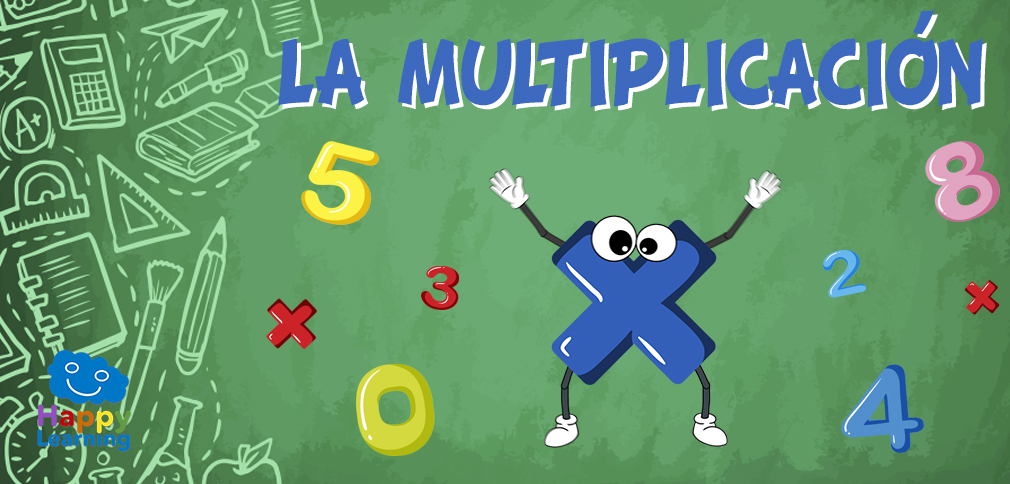 LA MULTIPLICACIÓN
A+
5
8
3
2
×
×
0
4
Happy
Learning